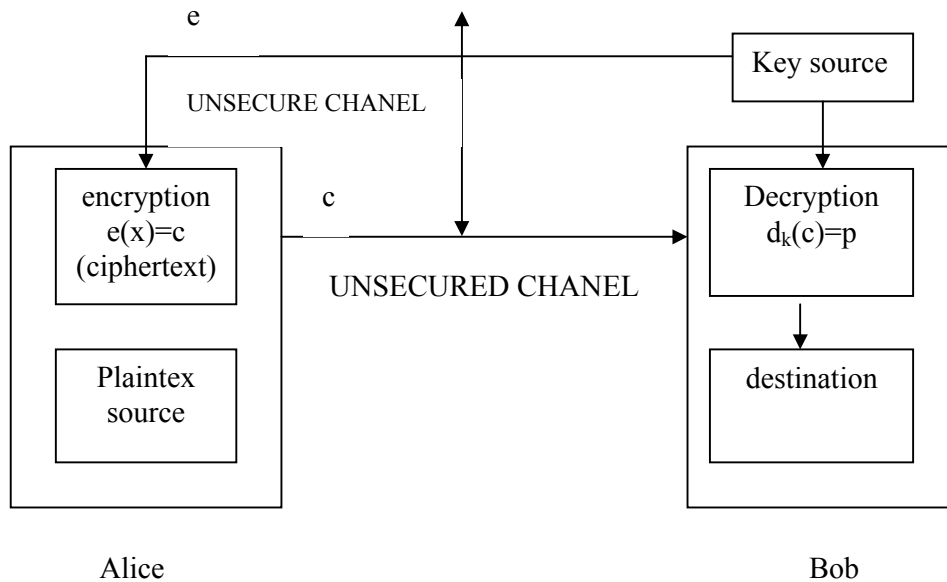 e
Key source
UNSECURE CHANEL
encryption
e(x)=c
(ciphertext)
c
Decryption
dₖ(c)=p
UNSECURED CHANEL
Plaintex
source
destination
Alice
Bob